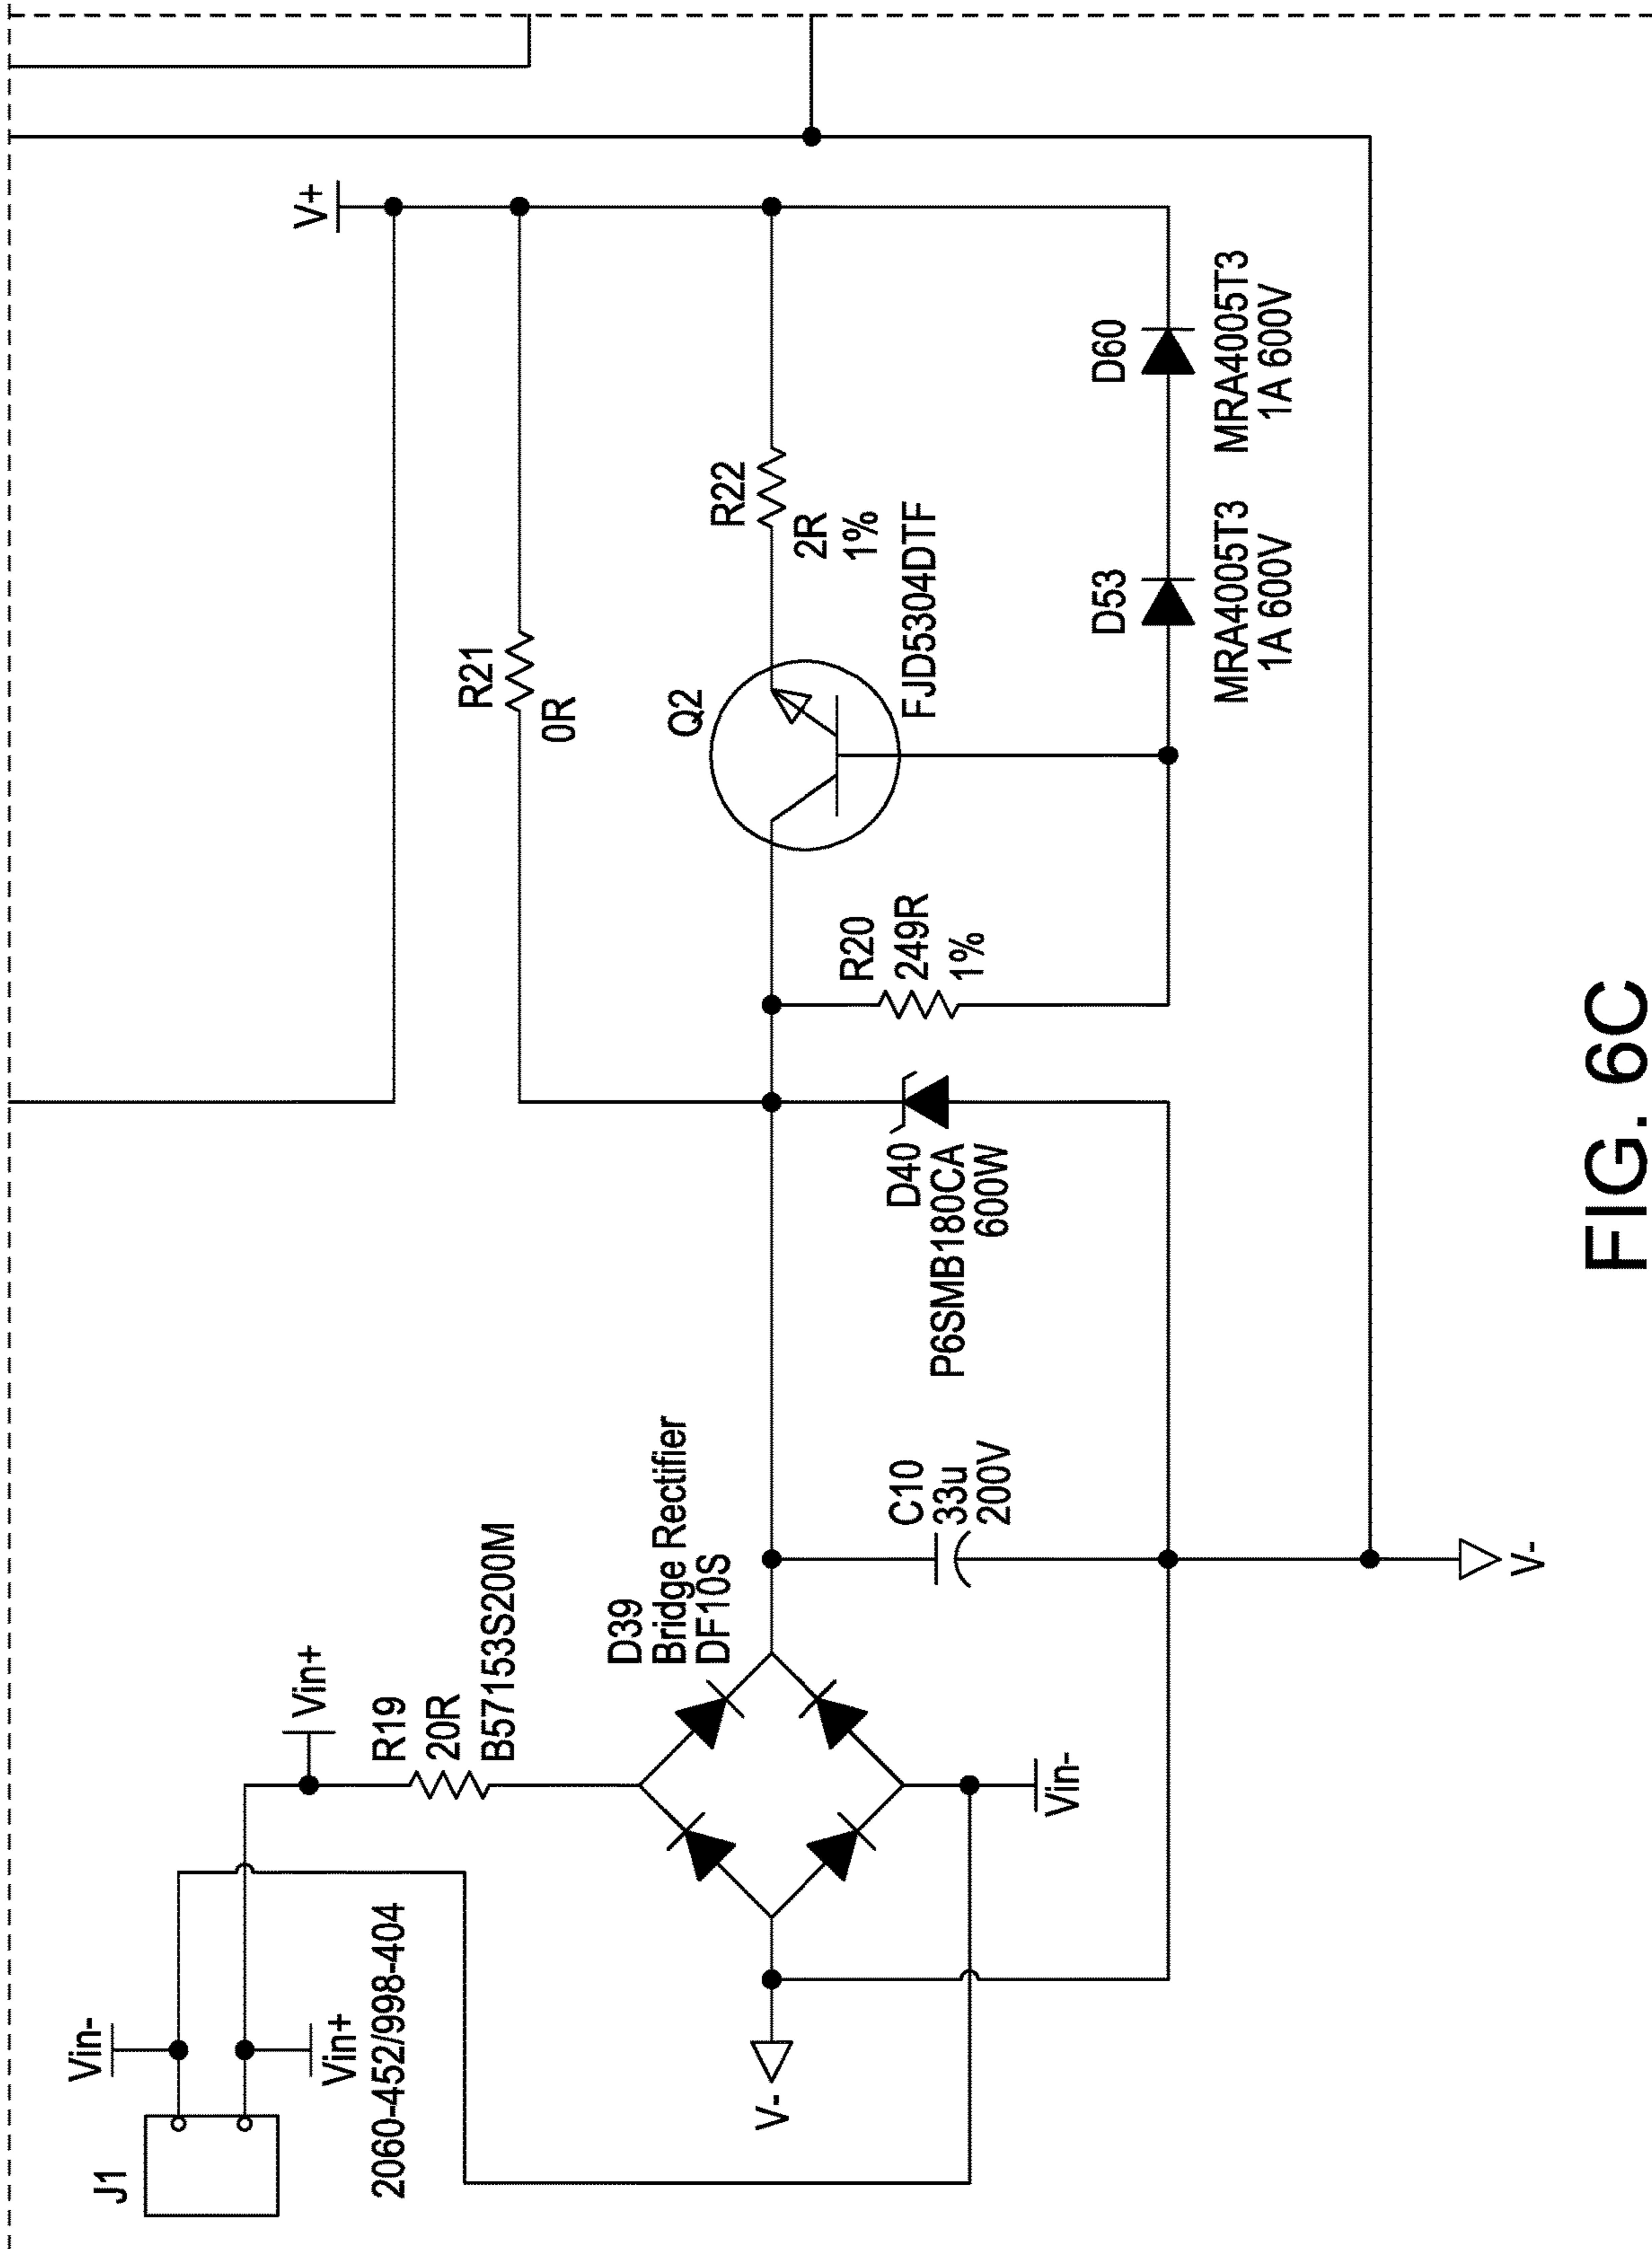 J1
Vin-
Vin+
2060-452/998-404
Vin+
R19
20R
B57153S200M
D39
Bridge Rectifier
DF10S
V-
Vin-
C10
33u
200V
V-
D40
P6SMB180CA
600W
R20
249R
1%
R21
0R
Q2
FJD5304DTF
R22
2R
1%
V+
D53
MRA4005T3
1A 600V
D60
MRA4005T3
1A 600V
FIG. 6C